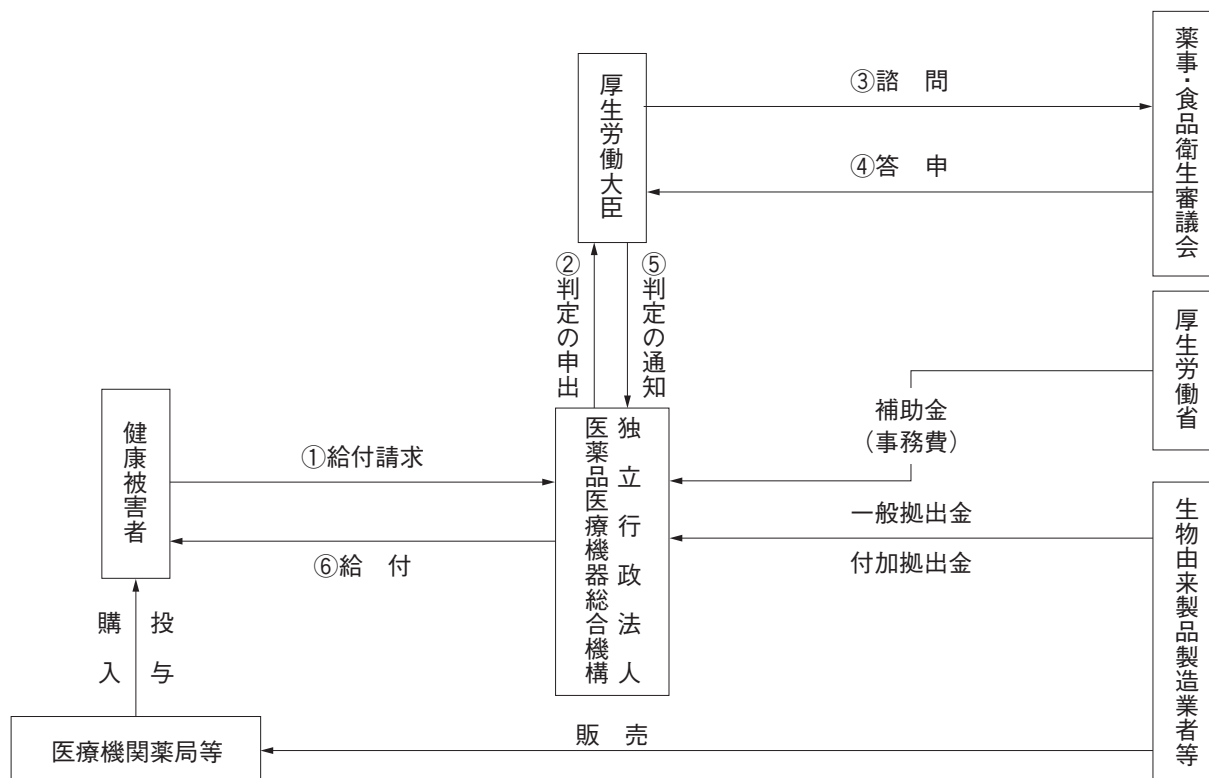 薬事・食品衛生審議会
厚生労働大臣
③諮　問
④答　申
②判定の申出
⑤判定の通知
厚生労働省
補助金
（事務費）
健康被害者
①給付請求
⑥給　付
独立行政法人
医薬品医療機器総合機構
一般拠出金
付加拠出金
生物由来製品製造業者等
投　与
購　入
販　売
医療機関薬局等